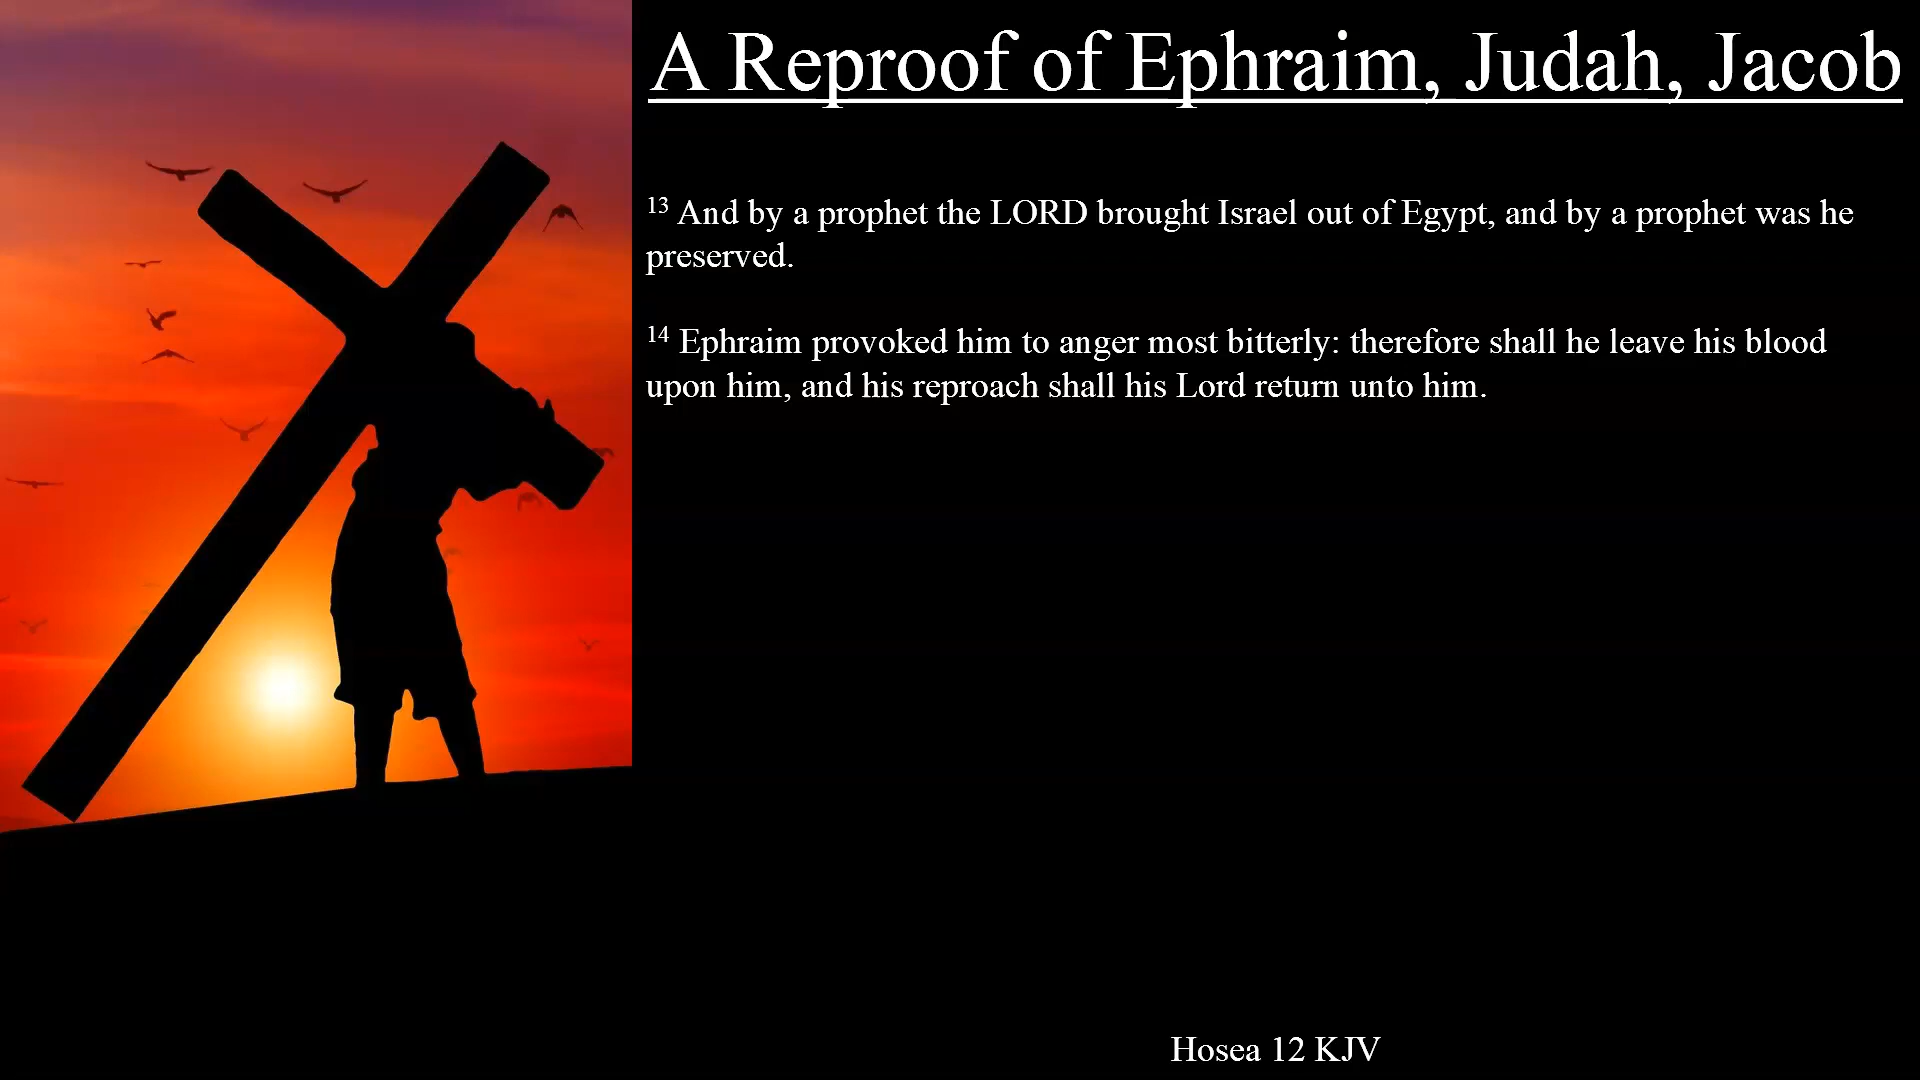 A Reproof of Ephraim, Judah, Jacob
13 And by a prophet the LORD brought Israel out of Egypt, and by a prophet was he
preserved.
14 Ephraim provoked him to anger most bitterly: therefore shall he leave his blood
upon him, and his reproach shall his Lord return unto him.
Hosea 12 KJV